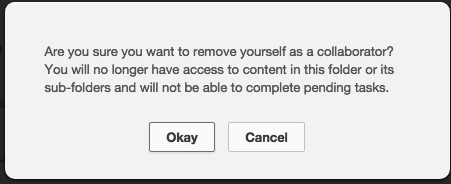 Are you sure you want to remove yourself as a collaborator?
You will no longer have access to content in this folder or its
sub-folders and will not be able to complete pending tasks.
Okay Cancel